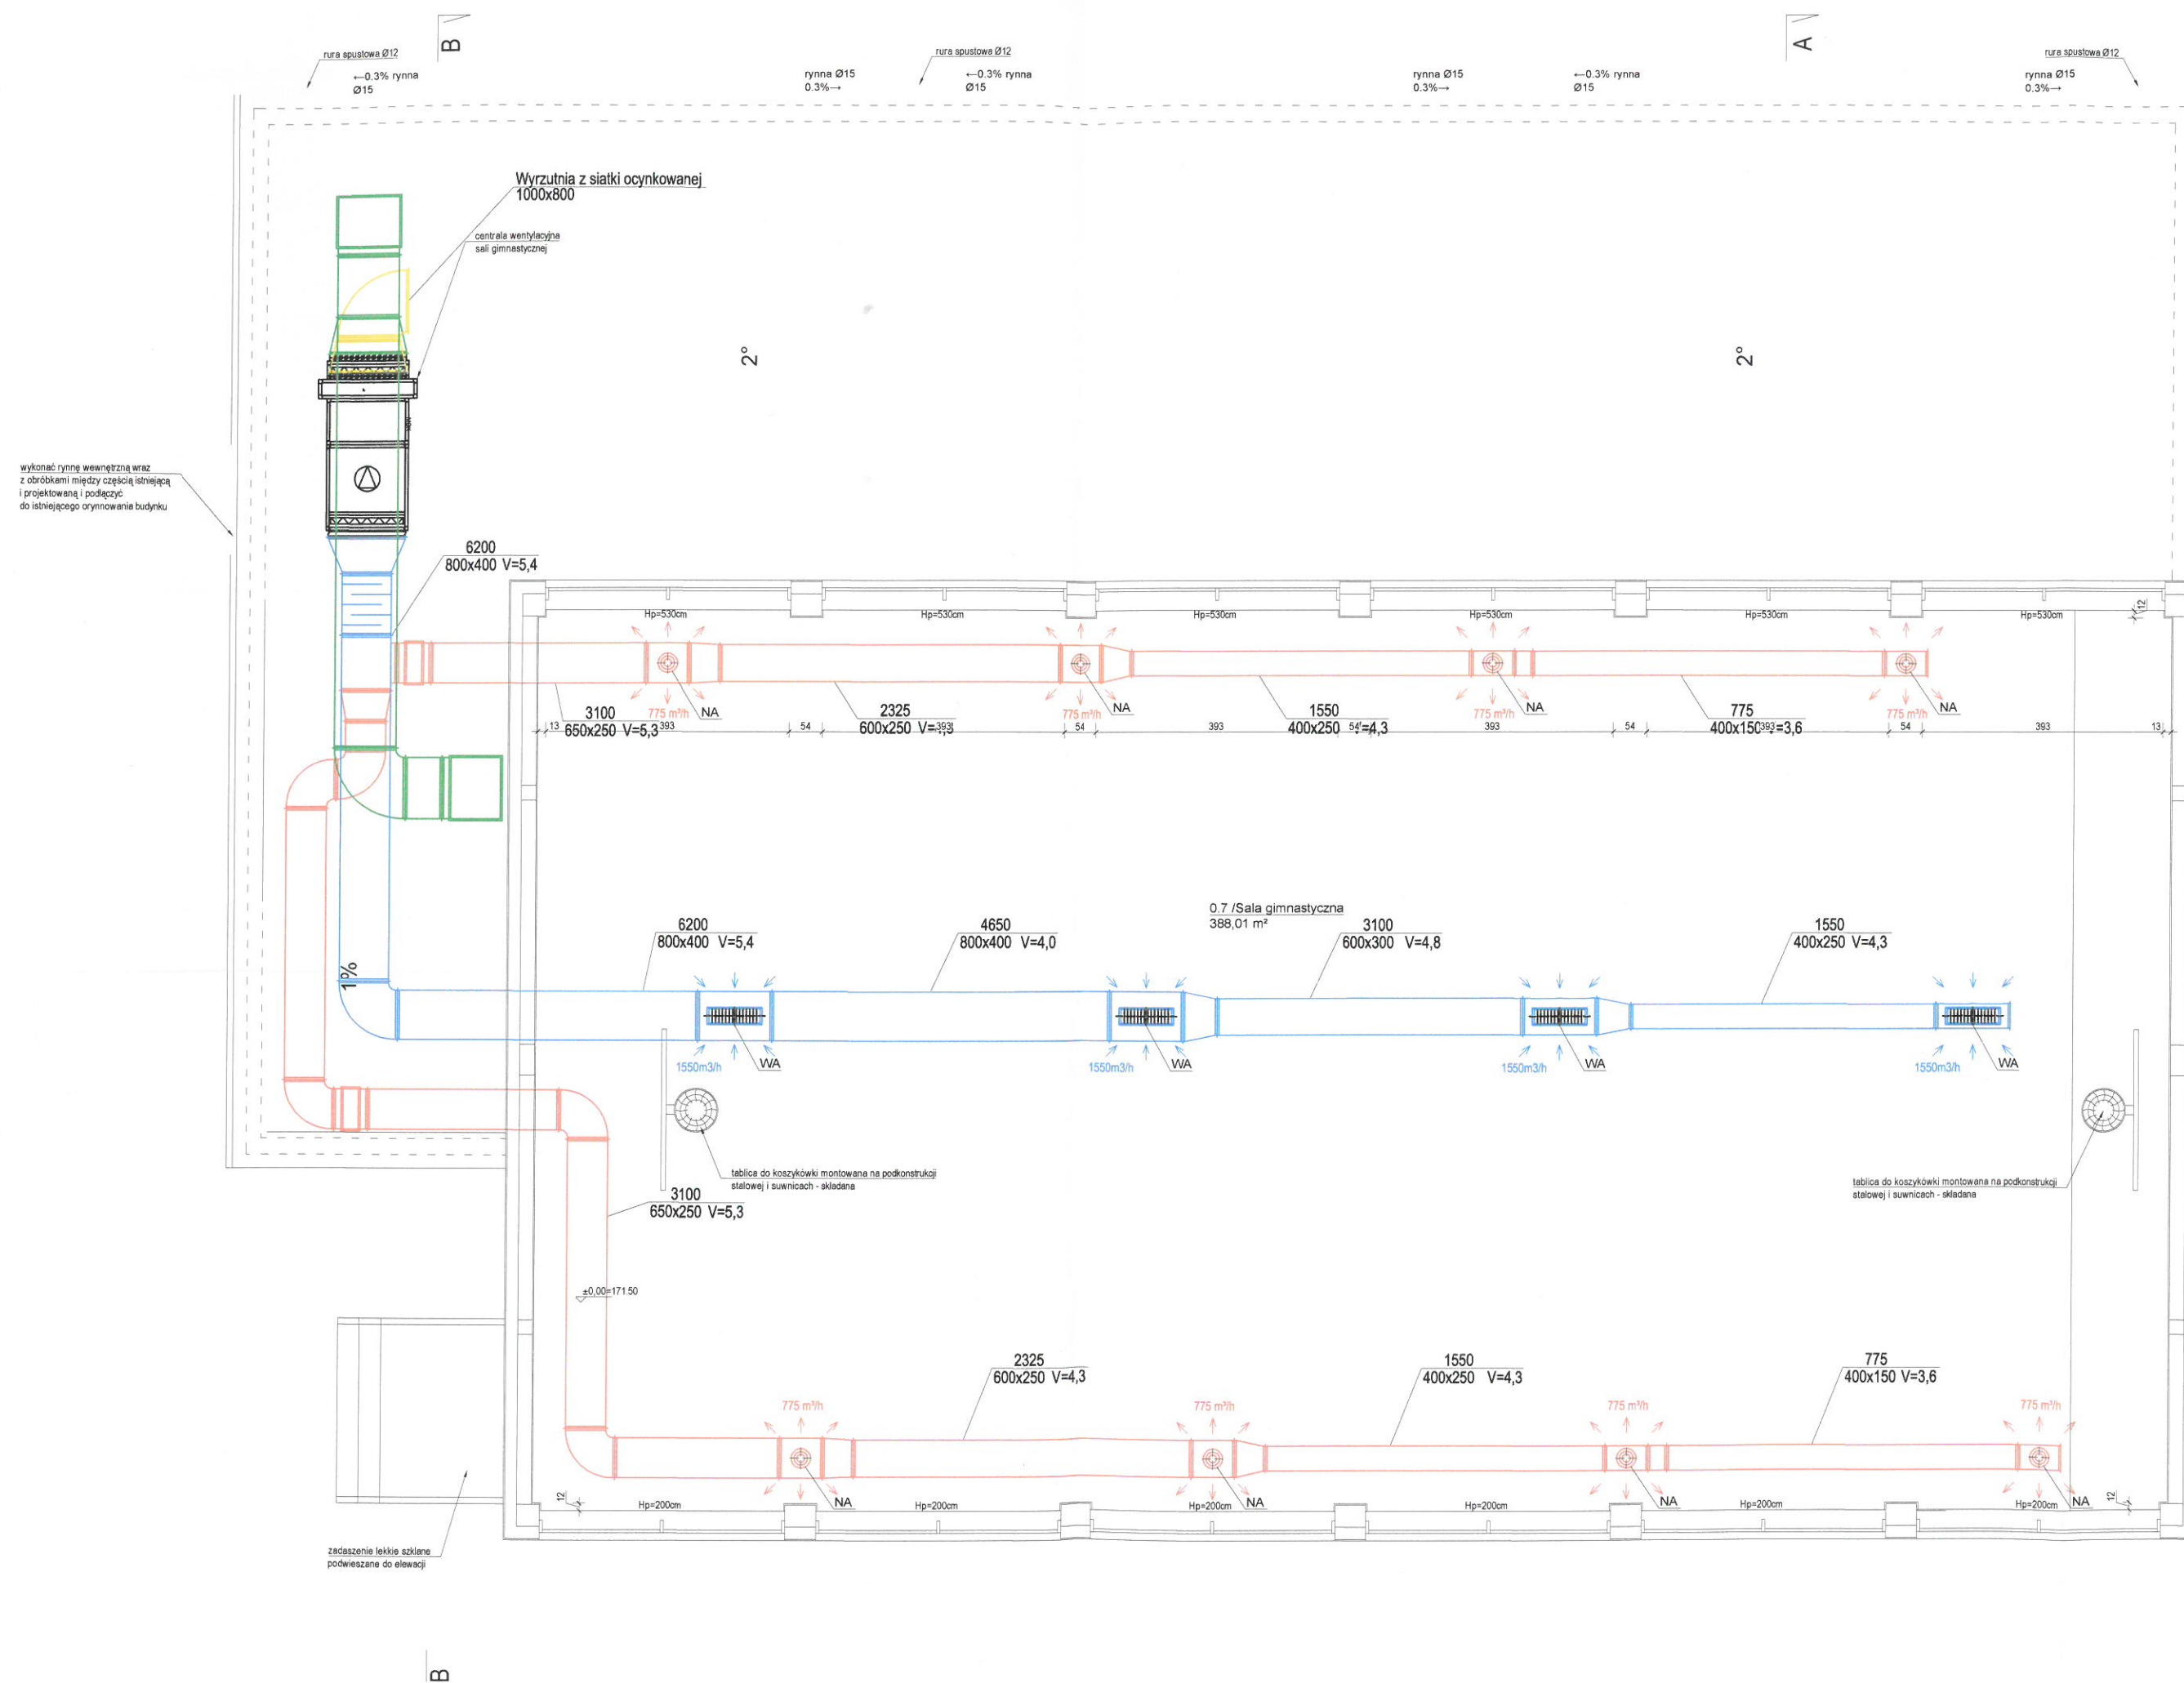 B
A
rura spustowa Ø12
←0.3% rynna
Ø15
rynna Ø15
0.3%→
rura spustowa Ø12
←0.3% rynna
Ø15
rynna Ø15
0.3%→
←0.3% rynna
Ø15
rura spustowa Ø12
rynna Ø15
0.3%→
Wyrzutnia z siatki ocynkowanej
1000x800
centrala wentylacyjna
sali gimnastycznej
2°
2°
wykonać rynnę wewnętrzną wraz
z obróbkami między częścią istniejącą
i projektowaną i podłączyć
do istniejącego orynnowania budynku
6200
800x400 V=5,4
Hp=530cm
Hp=530cm
Hp=530cm
Hp=530cm
Hp=530cm
Hp=530cm
12
775 m³/h
NA
775 m³/h
NA
775 m³/h
NA
775 m³/h
NA
3100
650x250 V=5,3
2325
600x250
1550
400x250
775
400x150
13
393
54
393
54
393
54
393
54
393
54
393
13
0.7 /Sala gimnastyczna
388,01 m²
6200
800x400 V=5,4
4650
800x400 V=4,0
3100
600x300 V=4,8
1550
400x250 V=4,3
1%
1550m3/h
WA
1550m3/h
WA
1550m3/h
WA
1550m3/h
WA
tablica do koszykówki montowana na podkonstrukcji
stalowej i suwnicach - składana
tablica do koszykówki montowana na podkonstrukcji
stalowej i suwnicach - składana
3100
650x250 V=5,3
±0,00=171.50
2325
600x250 V=4,3
1550
400x250 V=4,3
775
400x150 V=3,6
775 m³/h
775 m³/h
775 m³/h
775 m³/h
NA
NA
NA
NA
12
Hp=200cm
Hp=200cm
Hp=200cm
Hp=200cm
Hp=200cm
Hp=200cm
12
zadaszenie lekkie szklane
podwieszane do elewacji
B